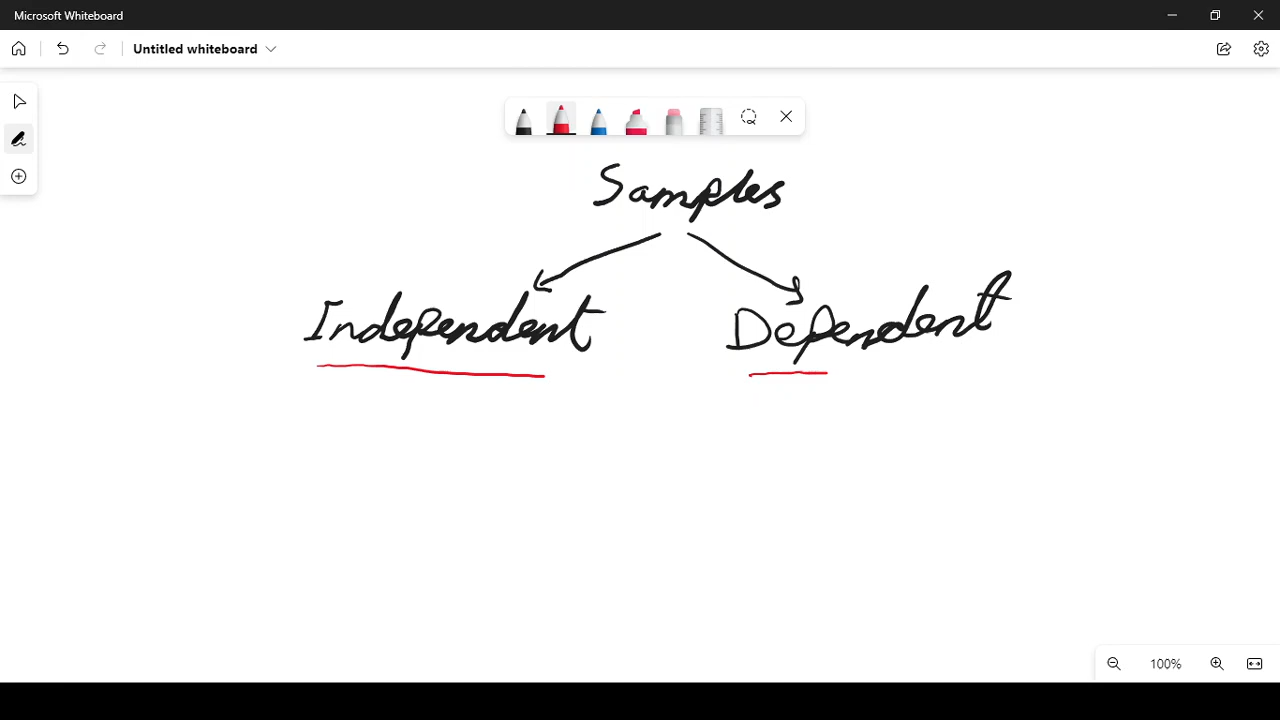 Microsoft Whiteboard
Untitled whiteboard
Samples
Independent Dependent
100%